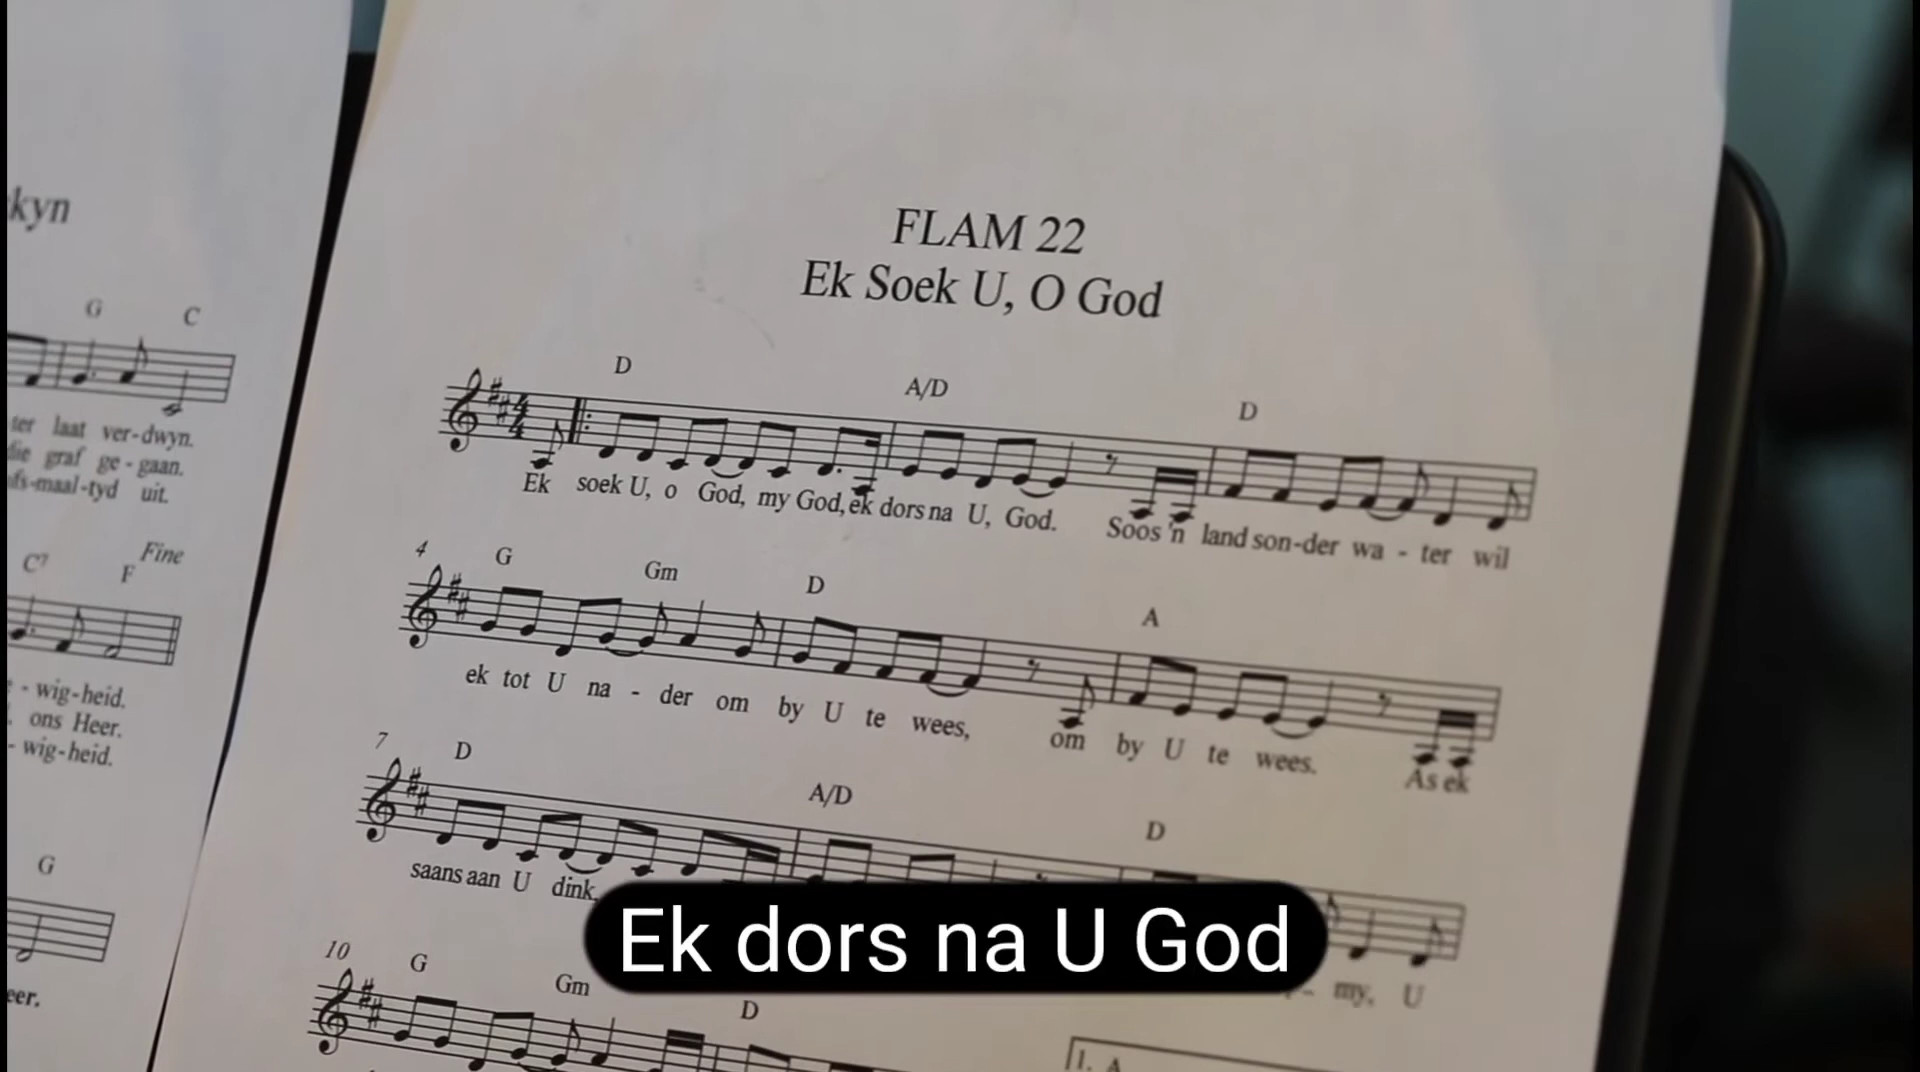 kyn
G C
ter laat ver-dwyn.
die graf ge-gaan.
fs-maal-tyd uit.
Fine
C7 F
- wig-heid.
ons Heer.
- wig-heid.
G
eer.
FLAM 22
Ek Soek U, O God
D A/D D
Ek soek U, o God, my God, ek dors na U, God. Soos 'n land son-der wa - ter wil
4 G Gm D A
ek tot U na - der om by U te wees, om by U te wees. As ek
7 D A/D D
saans aan U dink,
my, U
Ek dors na U God
10 G Gm D
1. A